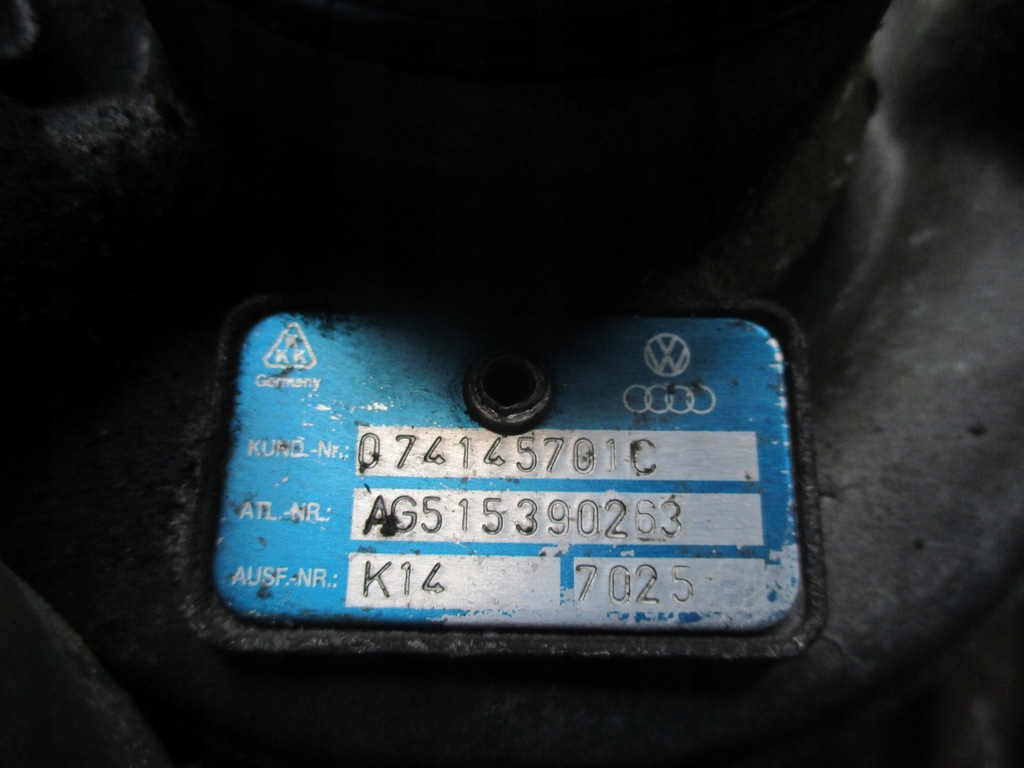 KKK
Germany
KUND.-Nr.: 074145701C
ATL.-NR.: AG515390263
AUSF.-NR.: K14 7025